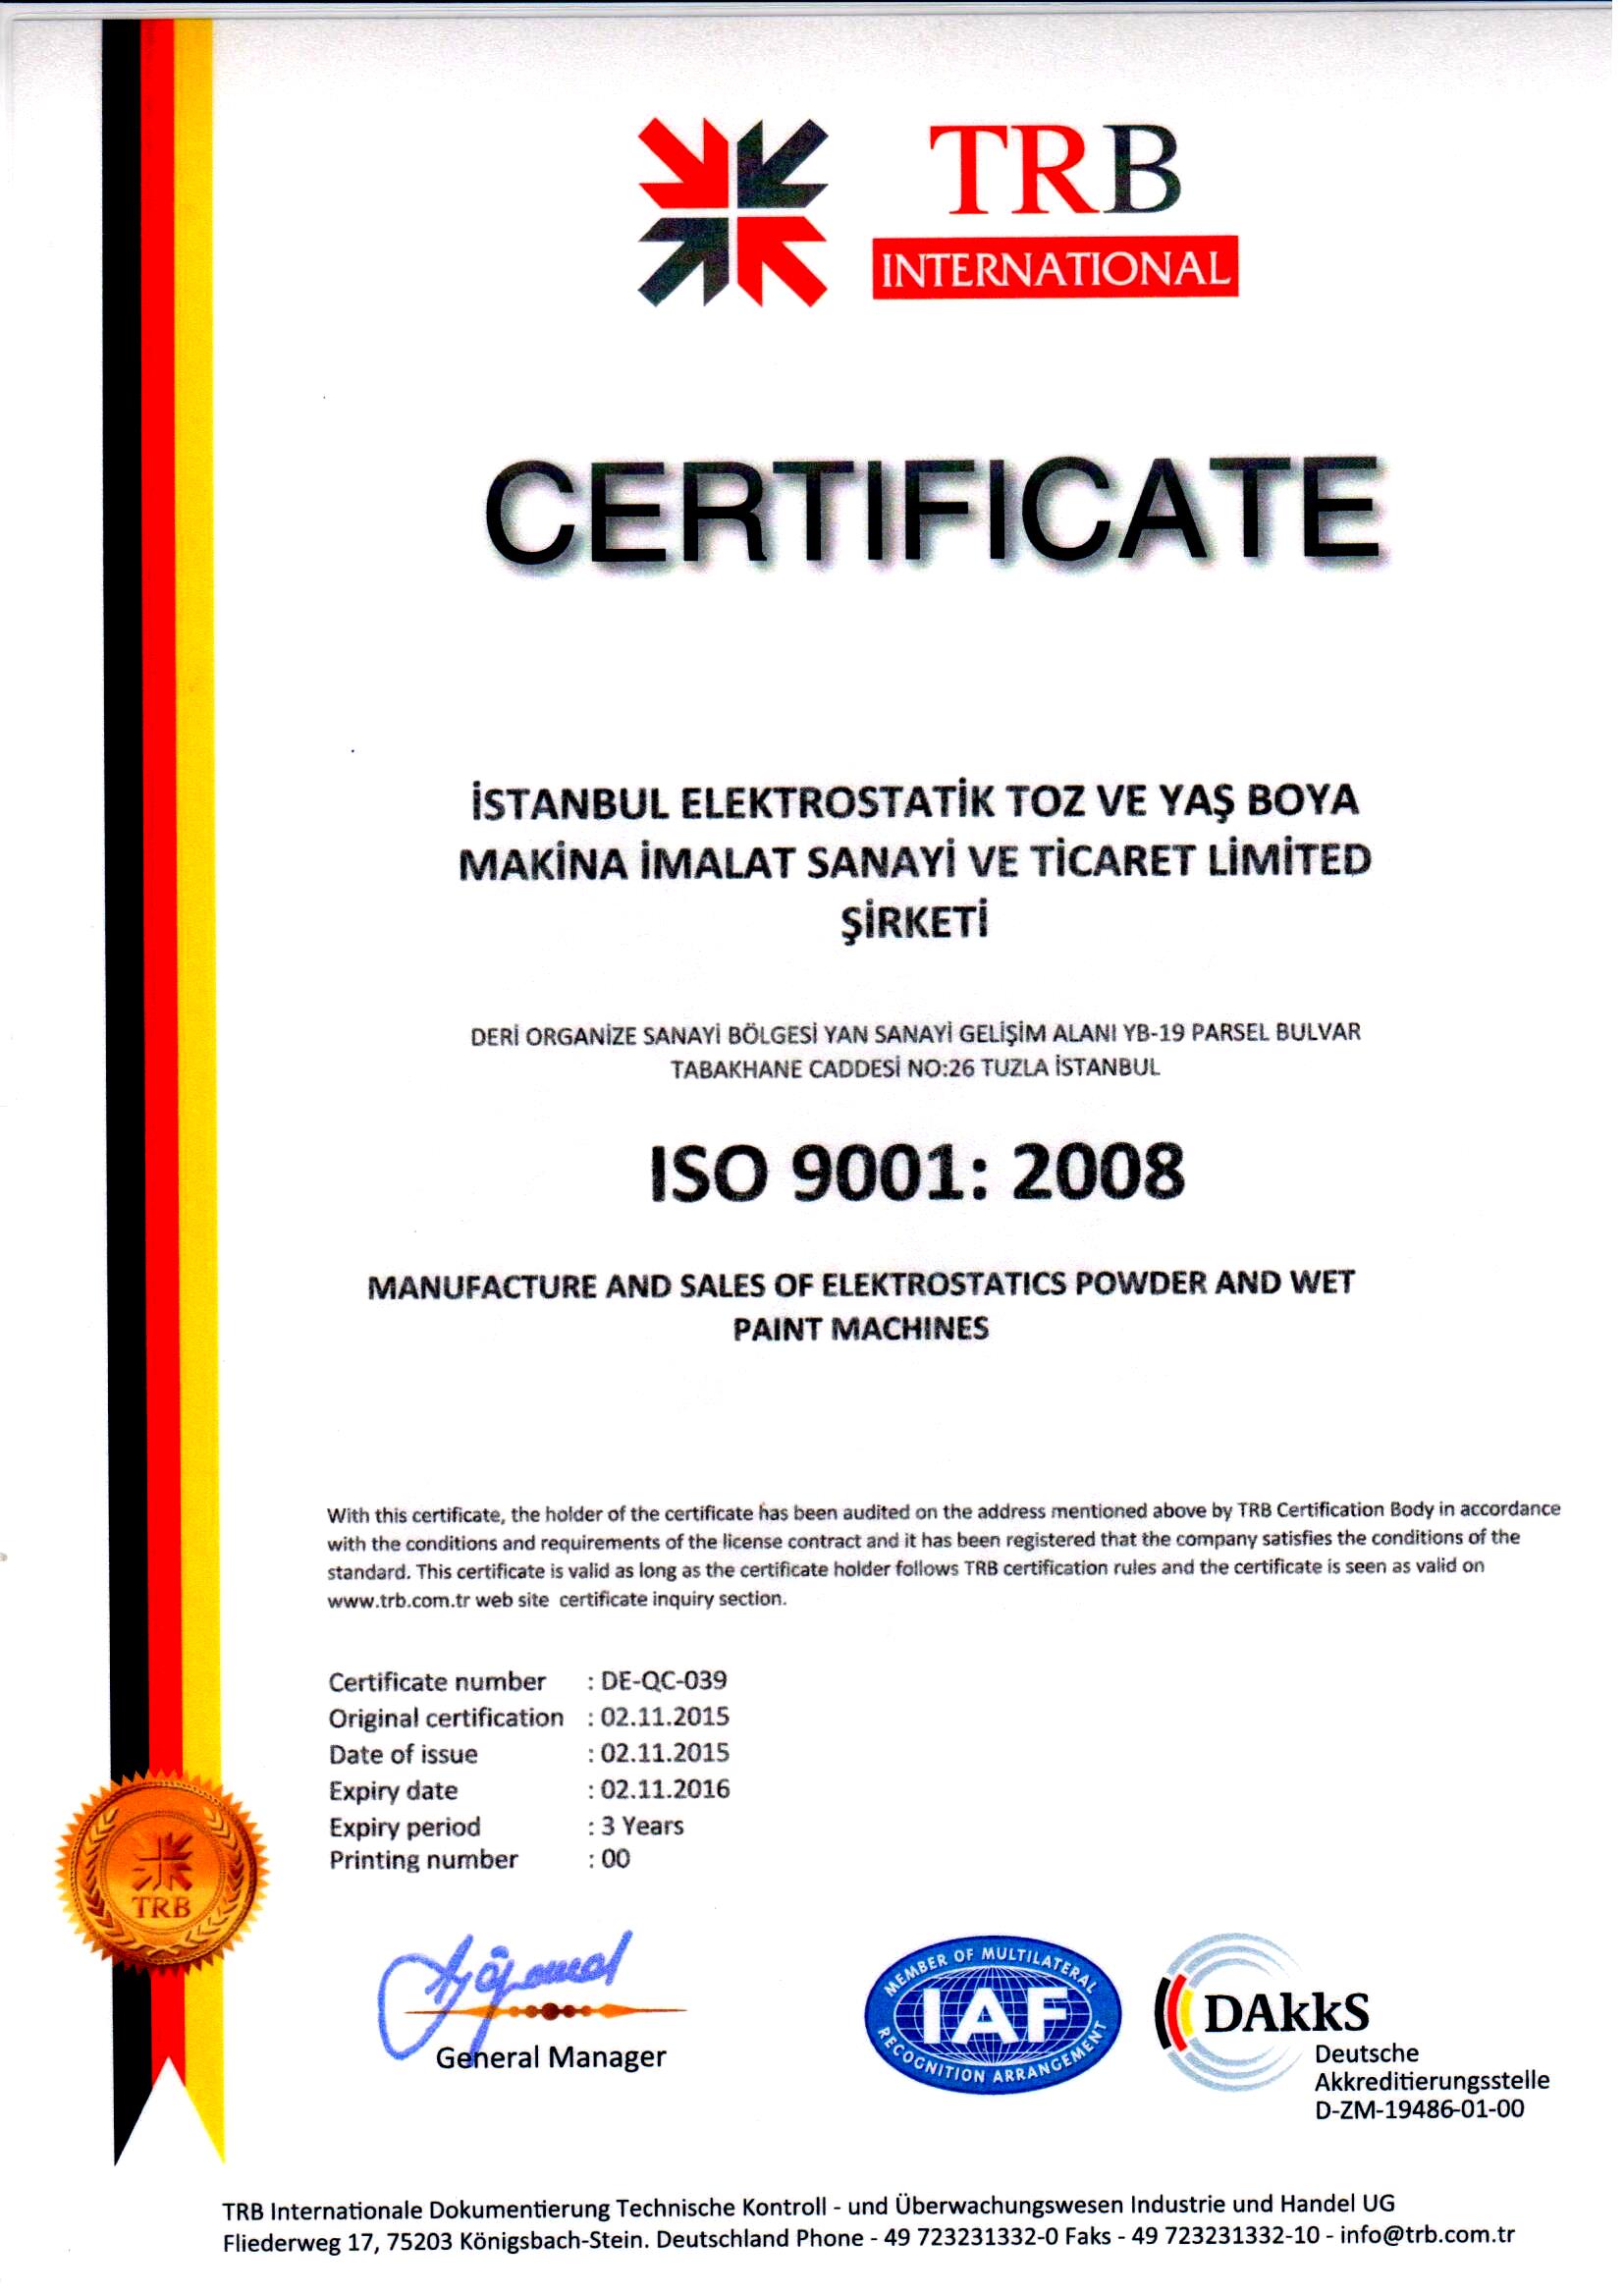 TRB
INTERNATIONAL
CERTIFICATE
İSTANBUL ELEKTROSTATİK TOZ VE YAŞ BOYA
MAKİNA İMALAT SANAYİ VE TİCARET LİMİTED
ŞİRKETİ
DERİ ORGANİZE SANAYİ BÖLGESİ YAN SANAYİ GELİŞİM ALANI YB-19 PARSEL BULVAR
TABAKHANE CADDESİ NO:26 TUZLA İSTANBUL
ISO 9001: 2008
MANUFACTURE AND SALES OF ELEKTROSTATICS POWDER AND WET
PAINT MACHINES
With this certificate, the holder of the certificate has been audited on the address mentioned above by TRB Certification Body in accordance
with the conditions and requirements of the license contract and it has been registered that the company satisfies the conditions of the
standard. This certificate is valid as long as the certificate holder follows TRB certification rules and the certificate is seen as valid on
www.trb.com.tr web site certificate inquiry section.
Certificate number : DE-QC-039
Original certification : 02.11.2015
Date of issue : 02.11.2015
Expiry date : 02.11.2016
Expiry period : 3 Years
Printing number : 00
TRB
General Manager
MEMBER OF MULTILATERAL
IAF
RECOGNITION ARRANGEMENT
DAkkS
Deutsche
Akkreditierungsstelle
D-ZM-19486-01-00
TRB Internationale Dokumentierung Technische Kontroll - und Überwachungswesen Industrie und Handel UG
Fliederweg 17, 75203 Königsbach-Stein. Deutschland Phone - 49 723231332-0 Faks - 49 723231332-10 - info@trb.com.tr